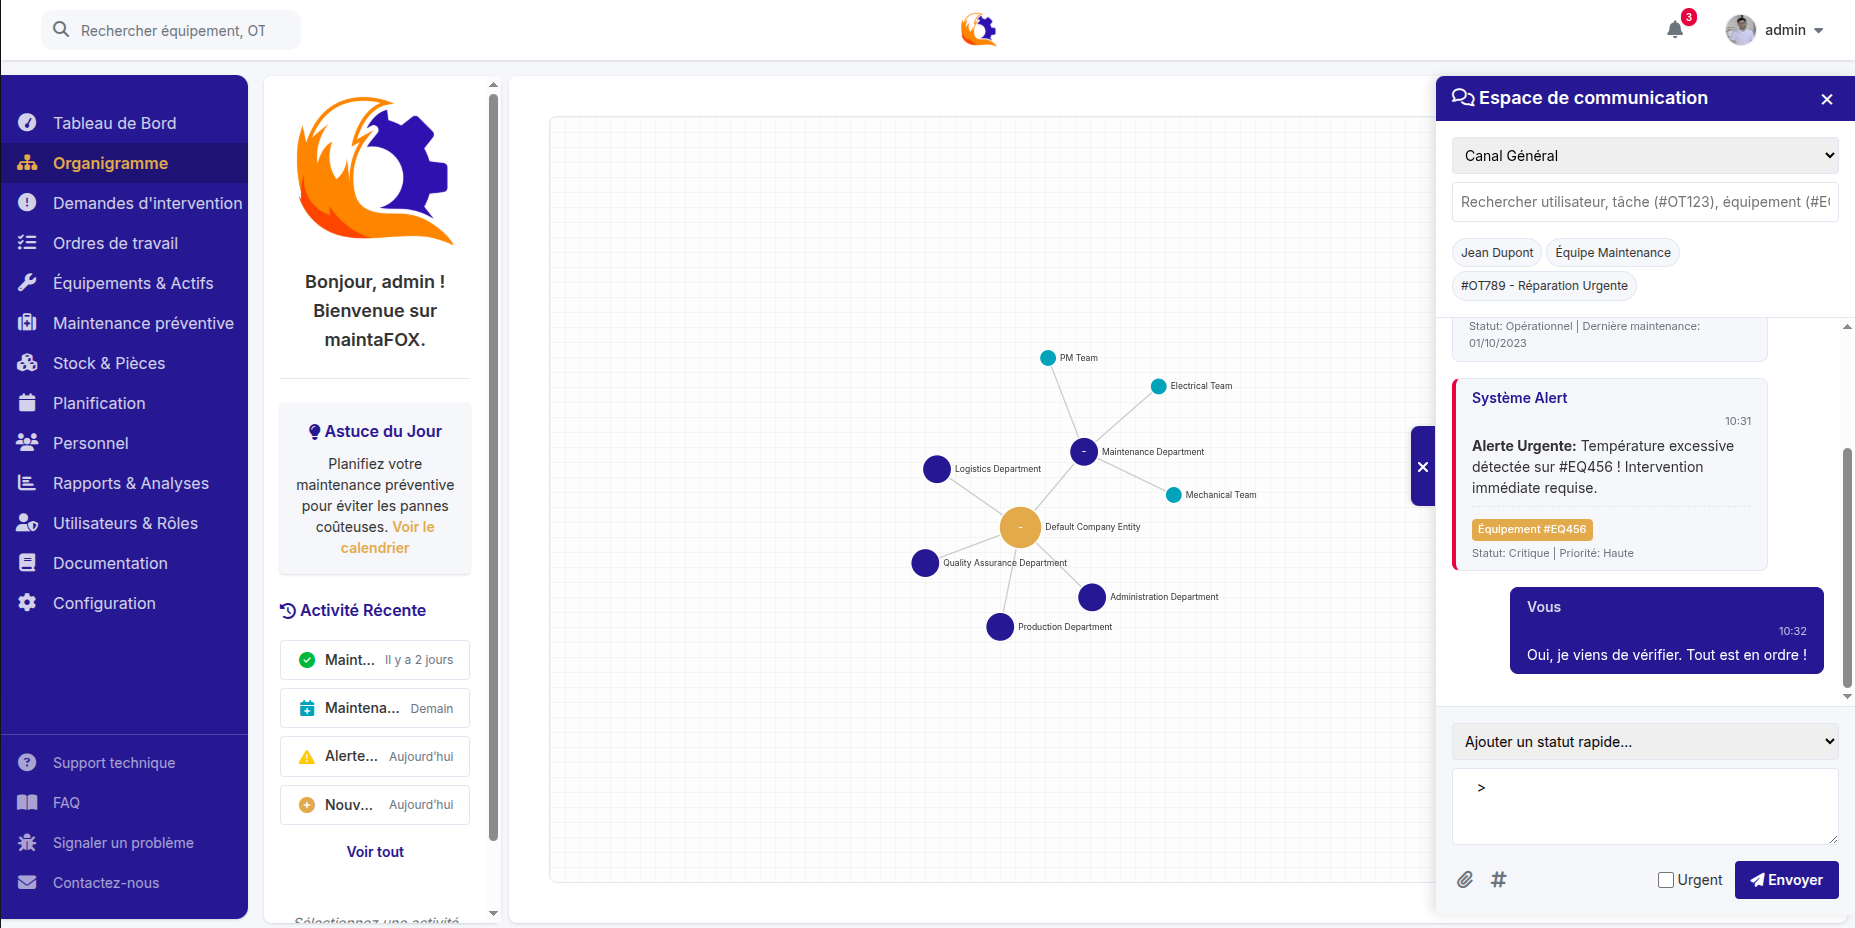 Rechercher équipement, OT
3
admin
Tableau de Bord
Organigramme
Demandes d'intervention
Ordres de travail
Équipements & Actifs
Maintenance préventive
Stock & Pièces
Planification
Personnel
Rapports & Analyses
Utilisateurs & Rôles
Documentation
Configuration
Support technique
FAQ
Signaler un problème
Contactez-nous
Bonjour, admin !
Bienvenue sur
maintaFOX.
Astuce du Jour
Planifiez votre
maintenance préventive
pour éviter les pannes
coûteuses. Voir le
calendrier
Activité Récente
Maint... Il y a 2 jours
Maintena... Demain
Alerte... Aujourd'hui
Nouv... Aujourd'hui
Voir tout
Sélectionnez une activité
PM Team
Electrical Team
- Maintenance Department
Logistics Department
Mechanical Team
- Default Company Entity
Quality Assurance Department
Administration Department
Production Department
Espace de communication
Canal Général
Rechercher utilisateur, tâche (#OT123), équipement (#E
Jean Dupont
Équipe Maintenance
#OT789 - Réparation Urgente
Statut: Opérationnel | Dernière maintenance:
01/10/2023
Système Alert
10:31
Alerte Urgente: Température excessive
détectée sur #EQ456 ! Intervention
immédiate requise.
Équipement #EQ456
Statut: Critique | Priorité: Haute
Vous
10:32
Oui, je viens de vérifier. Tout est en ordre !
Ajouter un statut rapide...
>
Urgent
Envoyer